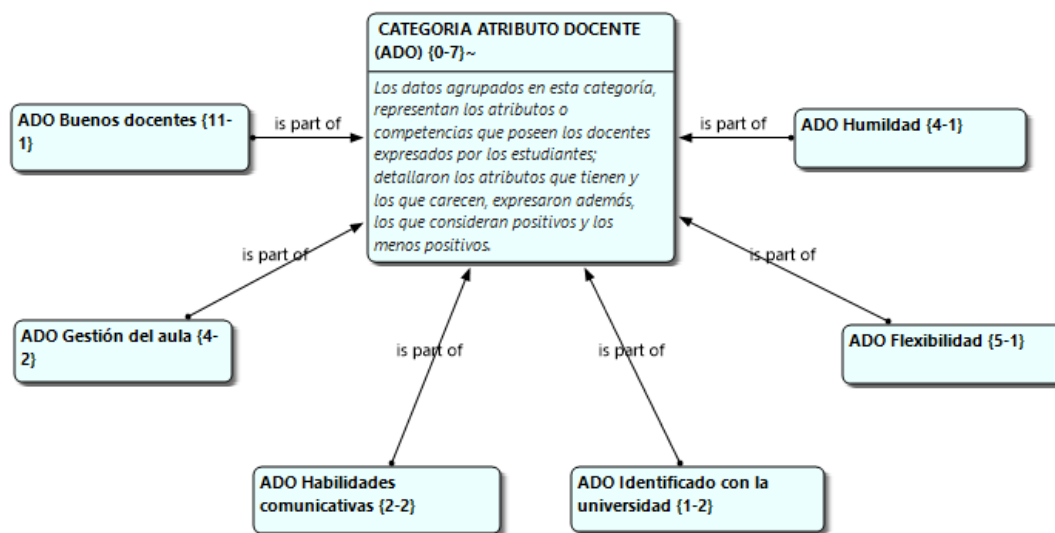 CATEGORIA ATRIBUTO DOCENTE
(ADO) {0-7}~
Los datos agrupados en esta categoría,
representan los atributos o
competencias que poseen los docentes
expresados por los estudiantes;
detallaron los atributos que tienen y
los que carecen, expresaron además,
los que consideran positivos y los
menos positivos.
ADO Buenos docentes {11-
1}
is part of
is part of
ADO Humildad {4-1}
is part of
is part of
ADO Gestión del aula {4-
2}
ADO Flexibilidad {5-1}
is part of
is part of
ADO Habilidades
comunicativas {2-2}
ADO Identificado con la
universidad {1-2}